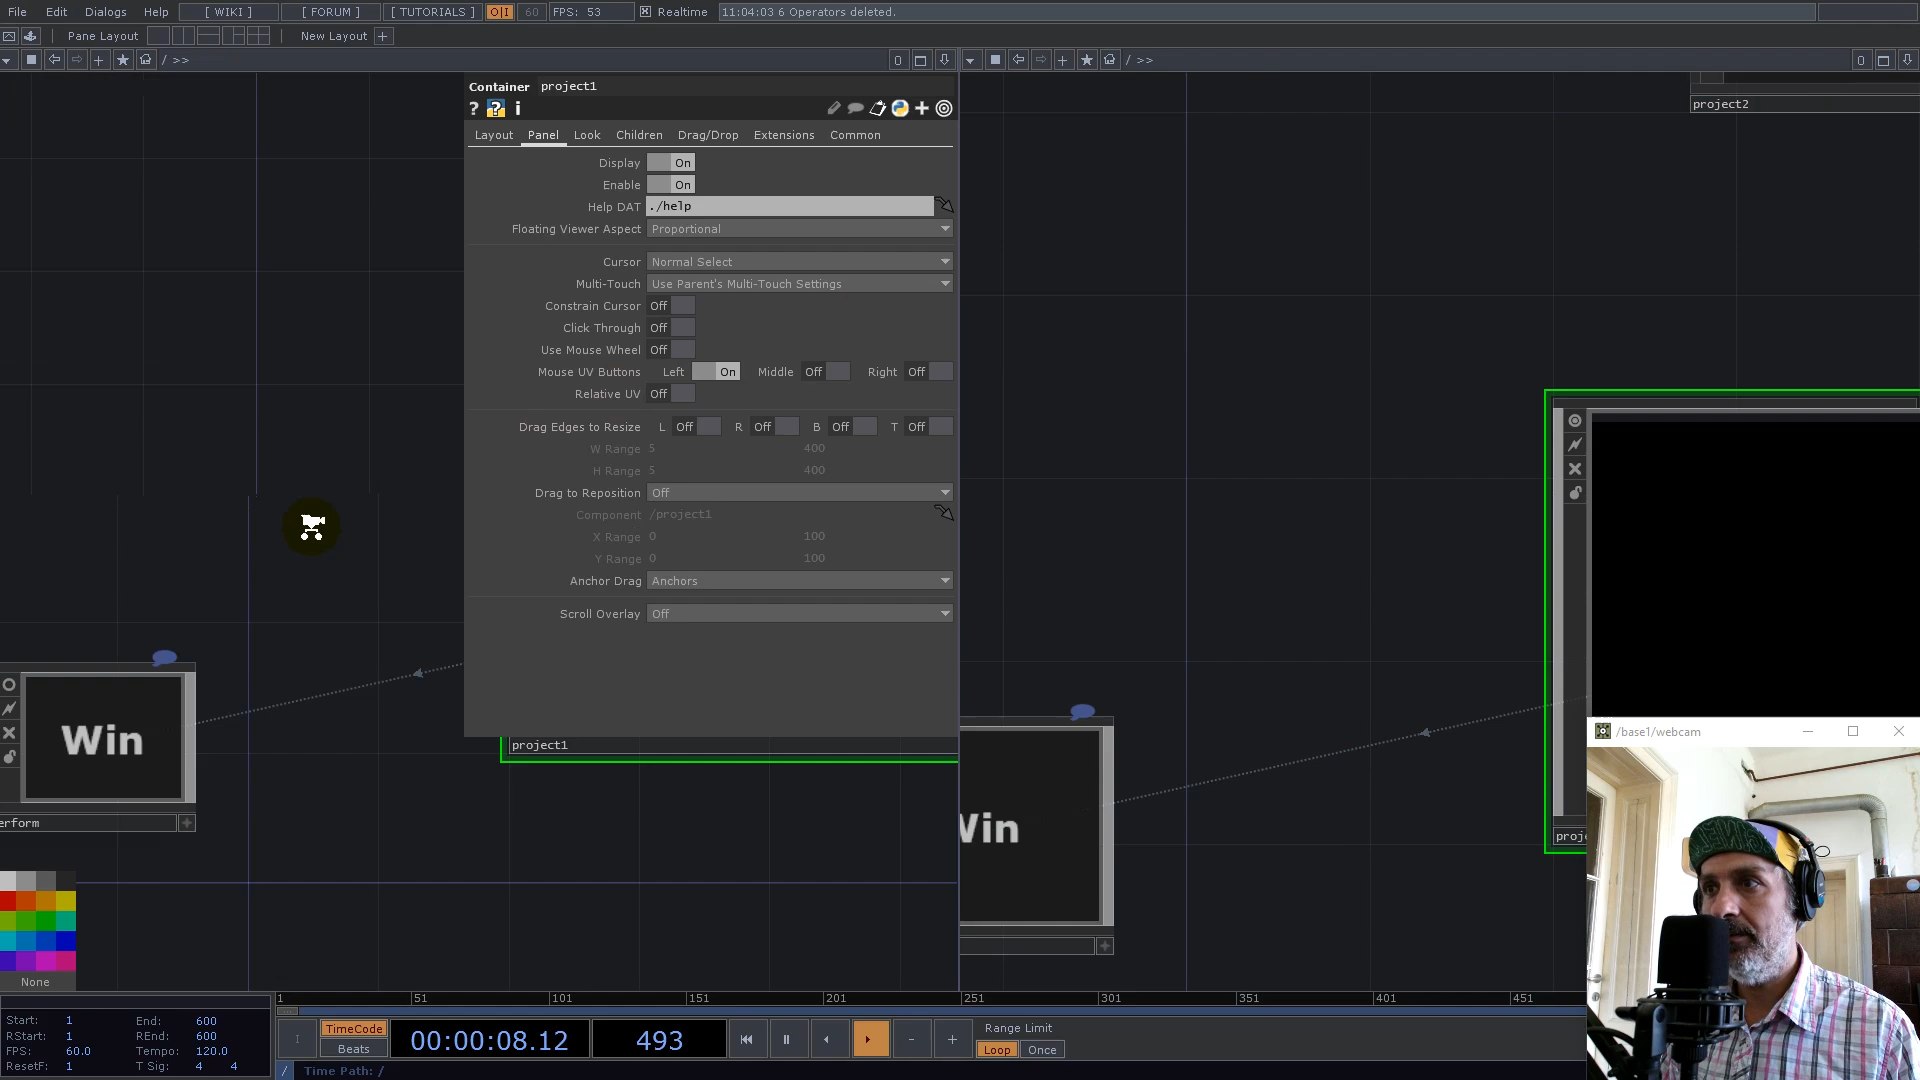 File Edit Dialogs Help [ WIKI ] [ FORUM ] [ TUTORIALS ] O|I 60 FPS: 53 Realtime 11:04:03 6 Operators deleted.
Pane Layout New Layout +
/ >> 0 / >> 0
Container project1
project2
? ? i
Layout Panel Look Children Drag/Drop Extensions Common
Display On
Enable On
Help DAT ./help
Floating Viewer Aspect Proportional
Cursor Normal Select
Multi-Touch Use Parent's Multi-Touch Settings
Constrain Cursor Off
Click Through Off
Use Mouse Wheel Off
Mouse UV Buttons Left On Middle Off Right Off
Relative UV Off
Drag Edges to Resize L Off R Off B Off T Off
W Range 5 400
H Range 5 400
Drag to Reposition Off
Component /project1
X Range 0 100
Y Range 0 100
Anchor Drag Anchors
Scroll Overlay Off
Win
project1
/base1/webcam
erform
Win
proje
None
1 51 101 151 201 251 301 351 401 451
Start: 1 End: 600
RStart: 1 REnd: 600
FPS: 60.0 Tempo: 120.0
ResetF: 1 T Sig: 4 4
TimeCode
Beats
00:00:08.12
493
Range Limit
Loop Once
/ Time Path: /